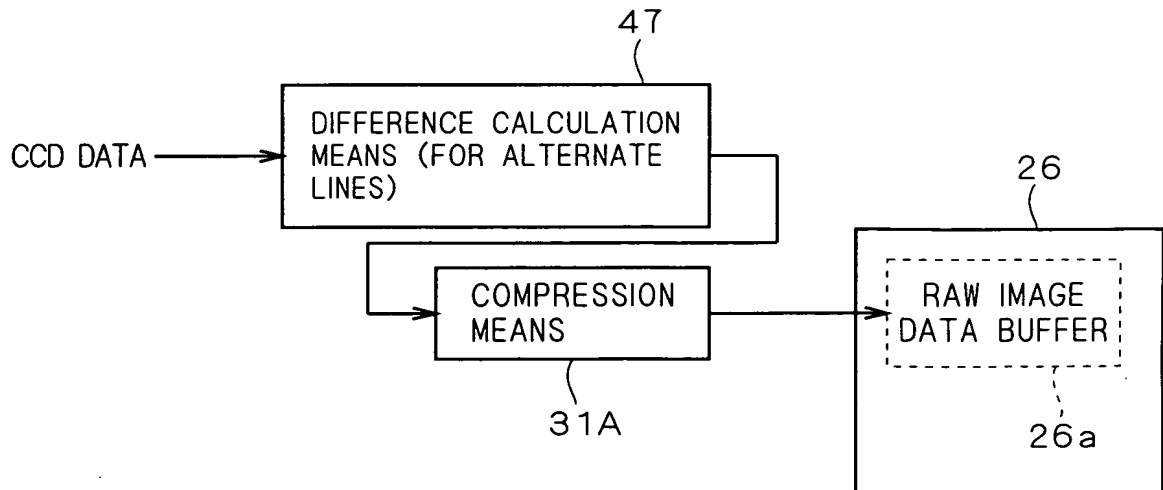 47
DIFFERENCE CALCULATION
MEANS (FOR ALTERNATE
LINES)
CCD DATA
26
COMPRESSION
MEANS
RAW IMAGE
DATA BUFFER
31A
26a